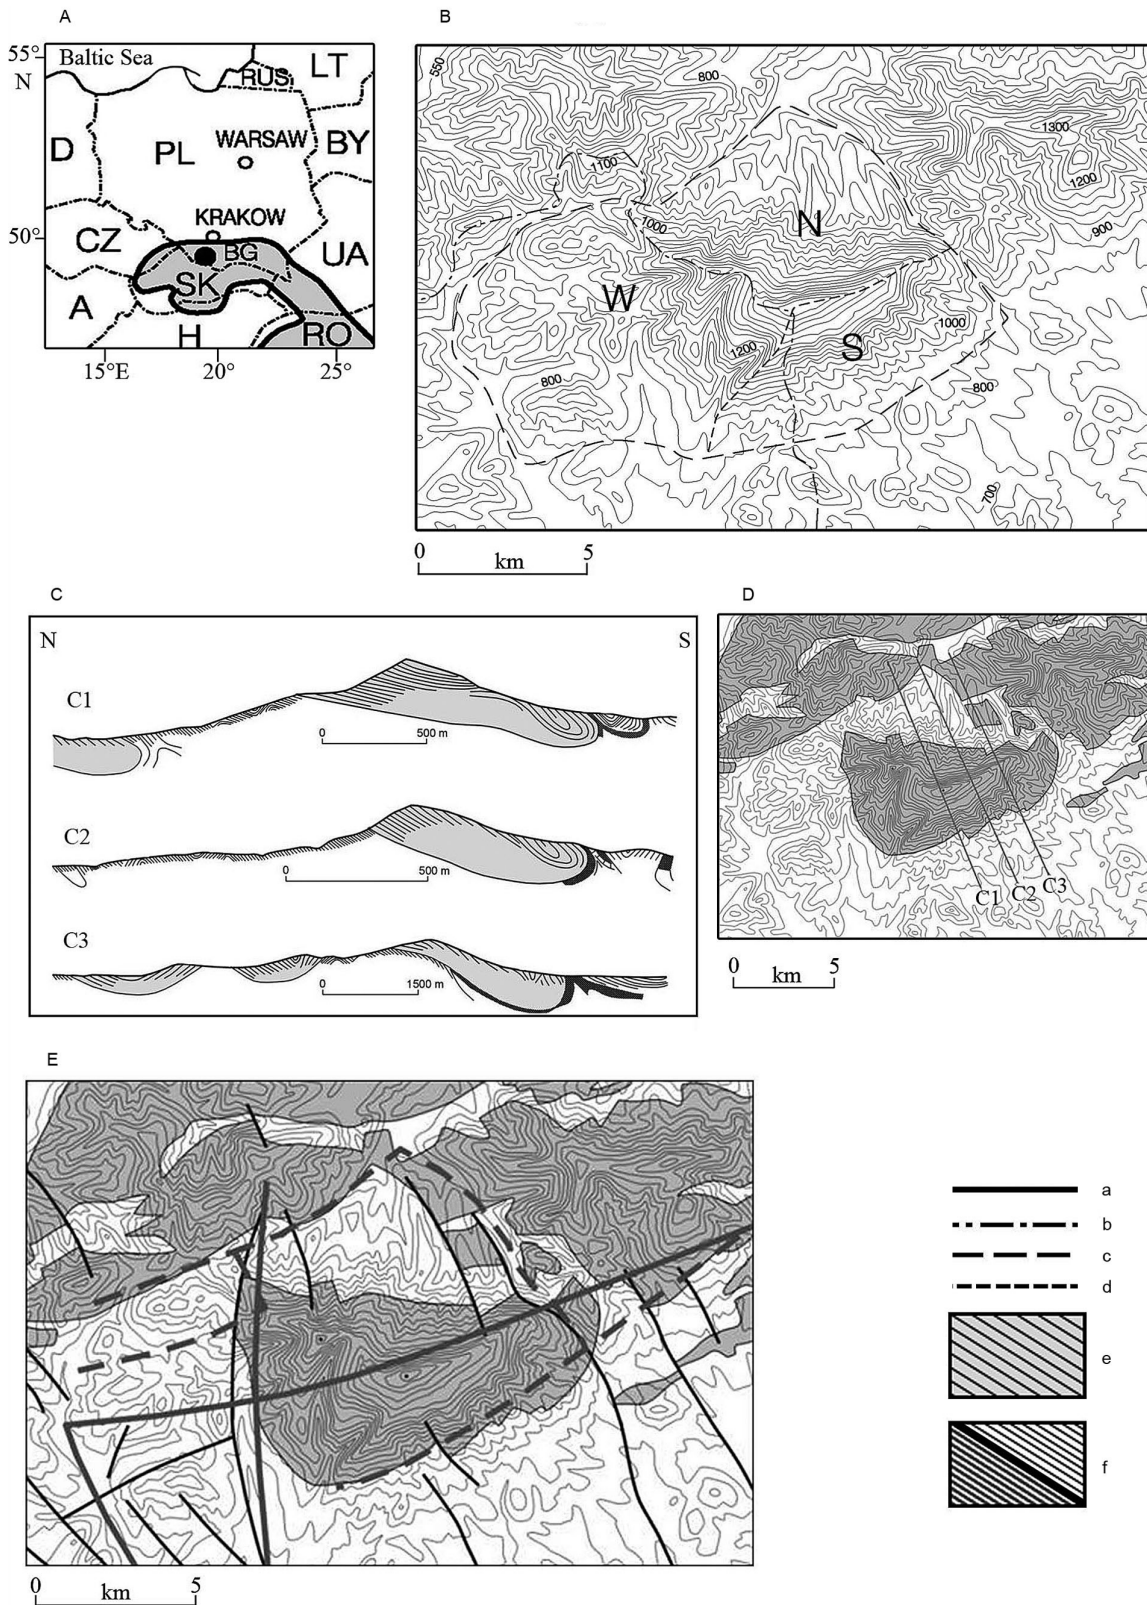 A
55°
N
Baltic Sea
RUS
LT
D
PL
WARSAW
BY
50°
KRAKOW
CZ
BG
UA
SK
A
H
RO
15°E
20°
25°
B
550
800
1300
1100
1200
1000
N
900
W
1200
S
1000
800
800
700
0
5
km
C
N
S
C1
0
500 m
C2
0
500 m
C3
0
1500 m
D
C1
C2
C3
0
5
km
E
0
5
km
a
b
c
d
e
f